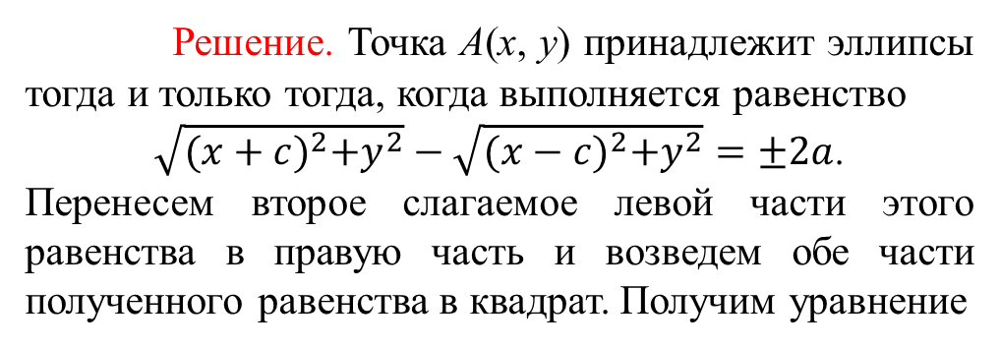 Решение. Точка A(x, y) принадлежит эллипсы
тогда и только тогда, когда выполняется равенство
√((x + c)²+y²) − √((x − c)²+y²) = ±2a.
Перенесем второе слагаемое левой части этого
равенства в правую часть и возведем обе части
полученного равенства в квадрат. Получим уравнение